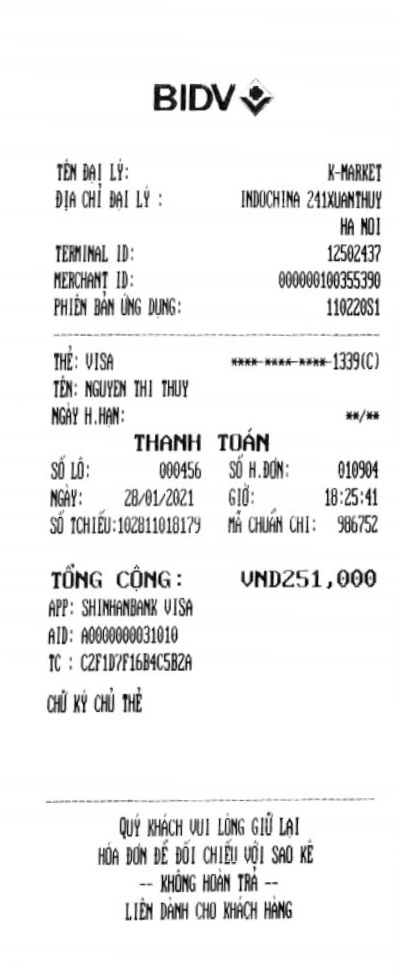 BIDV
TÊN ĐẠI LÝ: K-MARKET
ĐỊA CHỈ ĐẠI LÝ : INDOCHINA 241XUANTHUY
HA NOI
TERMINAL ID: 12502437
MERCHANT ID: 000000100355390
PHIÊN BẢN ỨNG DỤNG: 110220S1
THẺ: VISA ****-****-****-1339(C)
TÊN: NGUYEN THI THUY
NGÀY H.HẠN: **/**
THANH TOÁN
SỐ LÔ: 000456 SỐ H.ĐƠN: 010904
NGÀY: 28/01/2021 GIỜ: 18:25:41
SỐ TCHIẾU:102811018179 MÃ CHUẨN CHI: 986752
TỔNG CỘNG: VND251,000
APP: SHINHANBANK VISA
AID: A0000000031010
TC : C2F1D7F16B4C5B2A
CHỮ KÝ CHỦ THẺ
QUÝ KHÁCH VUI LÒNG GIỮ LẠI
HÓA ĐƠN ĐỂ ĐỐI CHIẾU VỚI SAO KÊ
-- KHÔNG HOÀN TRẢ --
LIÊN DÀNH CHO KHÁCH HÀNG